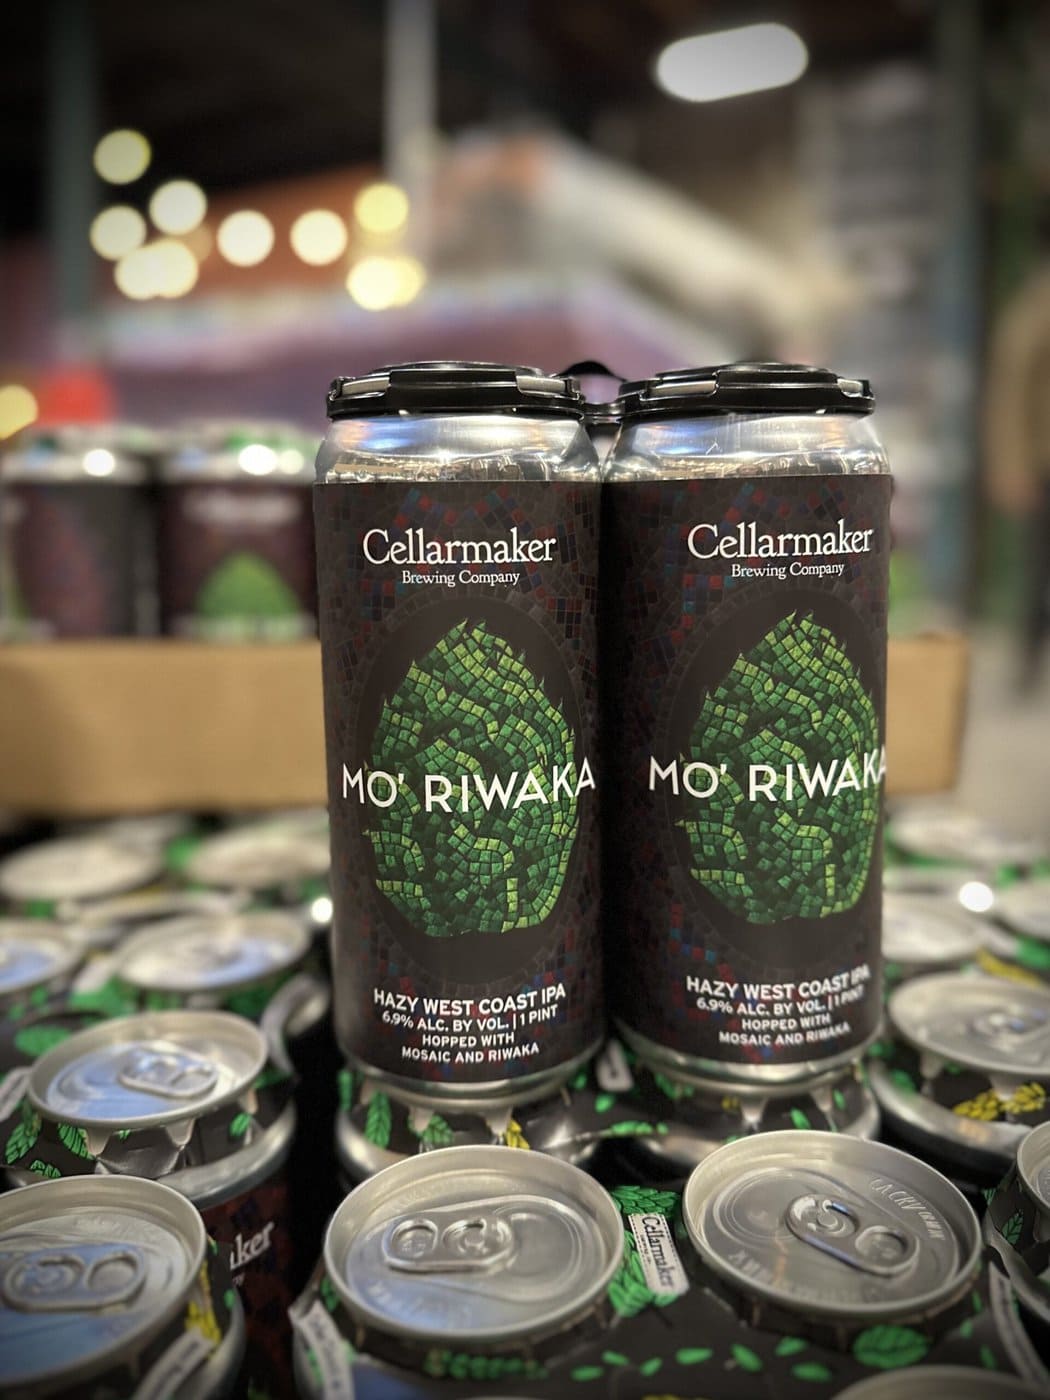 Cellarmaker
Brewing Company
MO' RIWAKA
HAZY WEST COAST IPA
6.9% ALC. BY VOL. | 1 PINT
HOPPED WITH
MOSAIC AND RIWAKA
Cellarmaker
Brewing Company
MO' RIWAKA
HAZY WEST COAST IPA
6.9% ALC. BY VOL. | 1 PINT
HOPPED WITH
MOSAIC AND RIWAKA
Cellarmaker